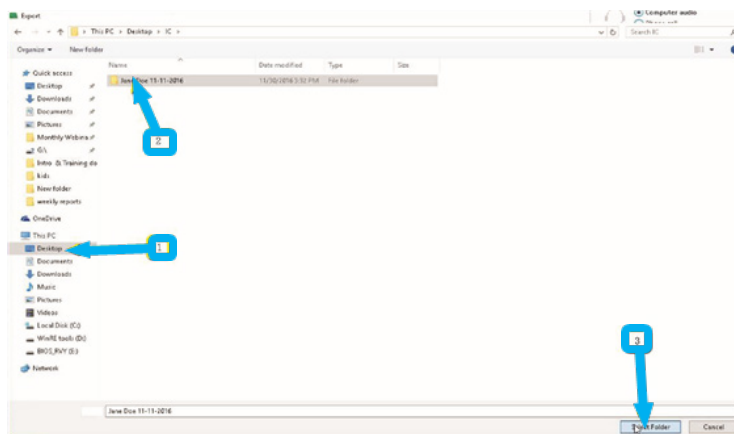 Export
Computer audio
This PC > Desktop > IC >
Search IC
Organize
New folder
Name
Date modified
Type
Size
Jane Doe 11-11-2016
11/30/2016 3:32 PM
File folder
Quick access
Desktop
Downloads
Documents
Pictures
Monthly Webina
G:\
Intro & Training de
kids
New folder
weekly reports
OneDrive
This PC
Desktop
Documents
Downloads
Music
Pictures
Videos
Local Disk (C:)
WinRE tools (D:)
BIOS_RVY (E:)
Network
2
1
3
Jane Doe 11-11-2016
Select Folder
Cancel